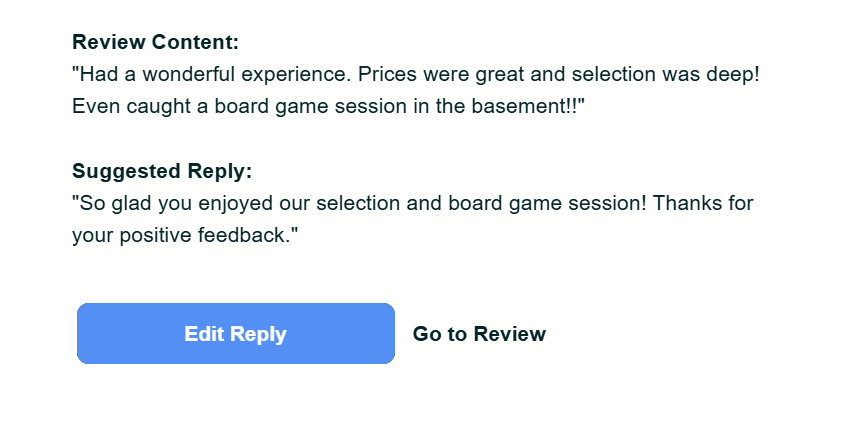 Review Content:
"Had a wonderful experience. Prices were great and selection was deep!
Even caught a board game session in the basement!!"
Suggested Reply:
"So glad you enjoyed our selection and board game session! Thanks for
your positive feedback."
Edit Reply
Go to Review